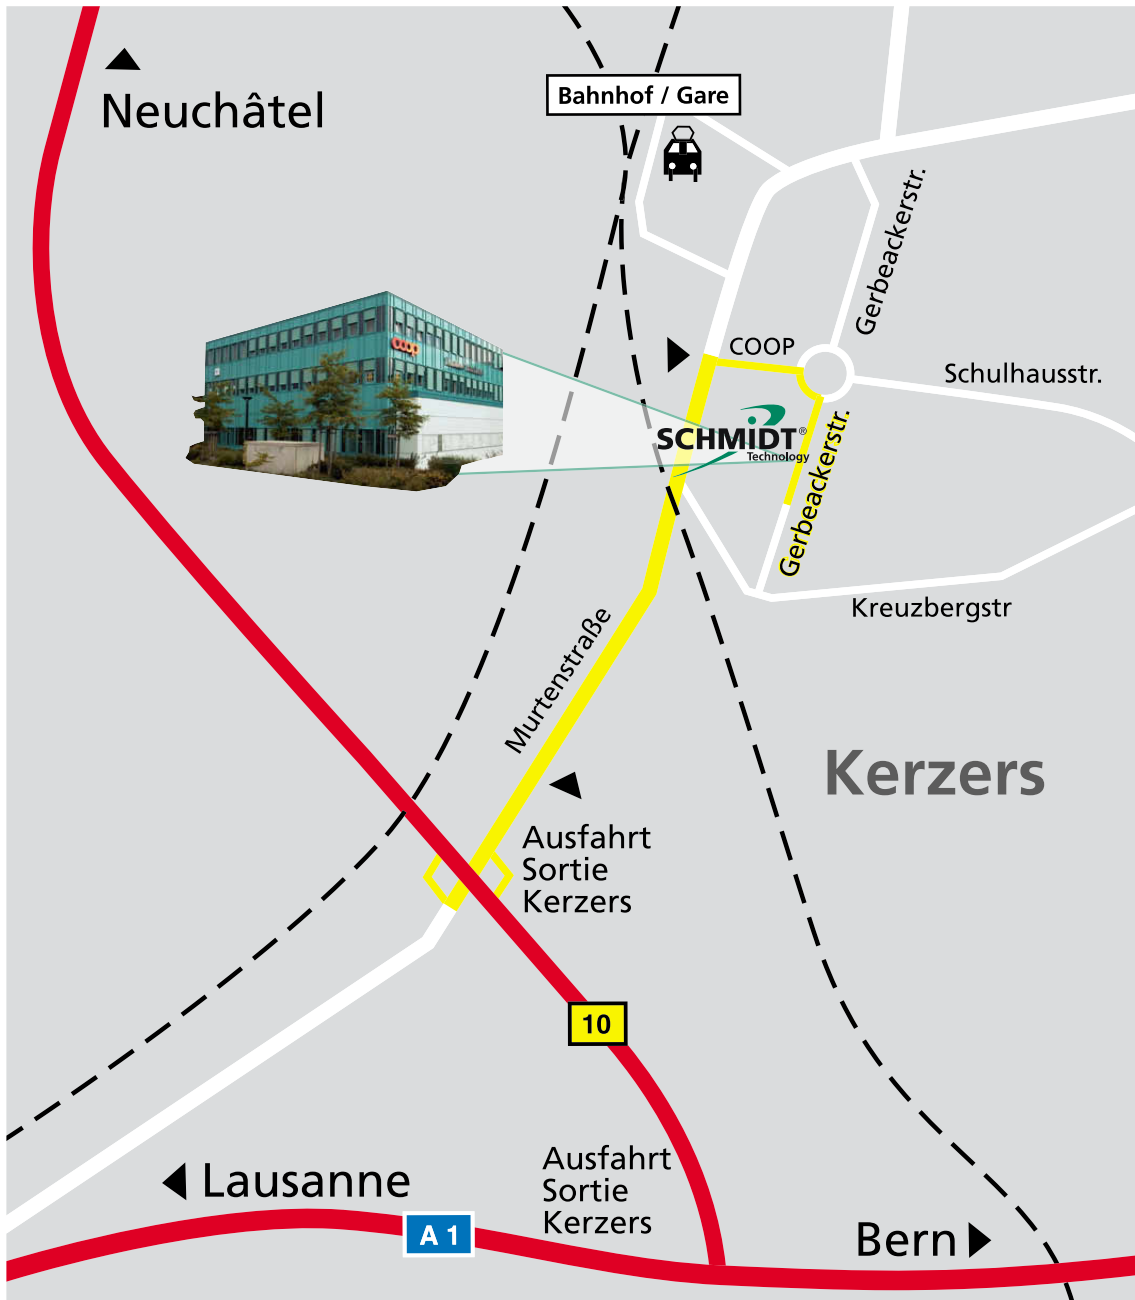 Neuchâtel
Bahnhof / Gare
Gerbeackerstr.
coop
COOP
Schulhausstr.
SCHMIDT®
Technology
Gerbeackerstr.
Kreuzbergstr
Murtenstraße
Kerzers
Ausfahrt
Sortie
Kerzers
10
Ausfahrt
Sortie
Kerzers
Lausanne
A 1
Bern